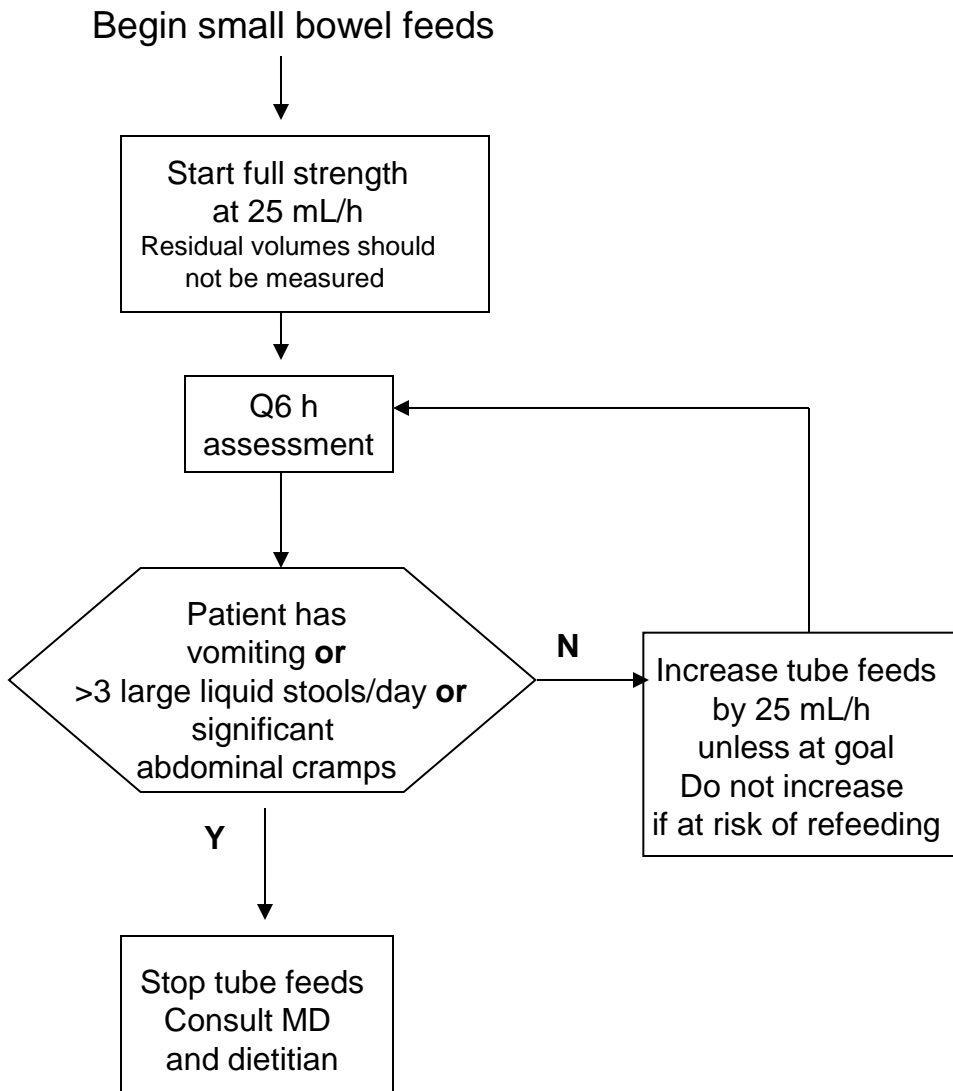 Begin small bowel feeds
Start full strength
at 25 mL/h
Residual volumes should
not be measured
Q6 h
assessment
Patient has
vomiting or
>3 large liquid stools/day or
significant
abdominal cramps
N
Increase tube feeds
by 25 mL/h
unless at goal
Do not increase
if at risk of refeeding
Y
Stop tube feeds
Consult MD
and dietitian